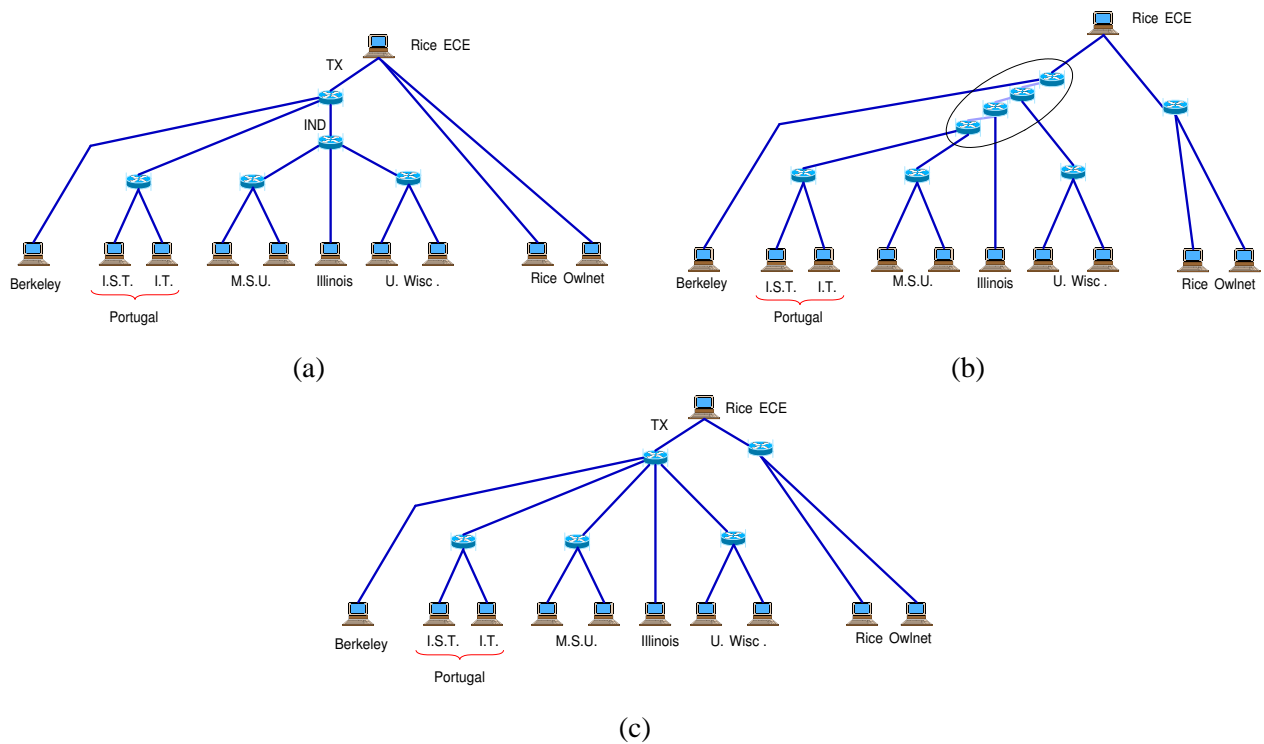 Rice ECE
TX
IND
Berkeley
I.S.T. I.T.
M.S.U.
Illinois
U. Wisc .
Rice Owlnet
Portugal
(a)
Rice ECE
Berkeley
I.S.T. I.T.
M.S.U.
Illinois
U. Wisc .
Rice Owlnet
Portugal
(b)
Rice ECE
TX
Berkeley
I.S.T. I.T.
M.S.U.
Illinois
U. Wisc .
Rice Owlnet
Portugal
(c)